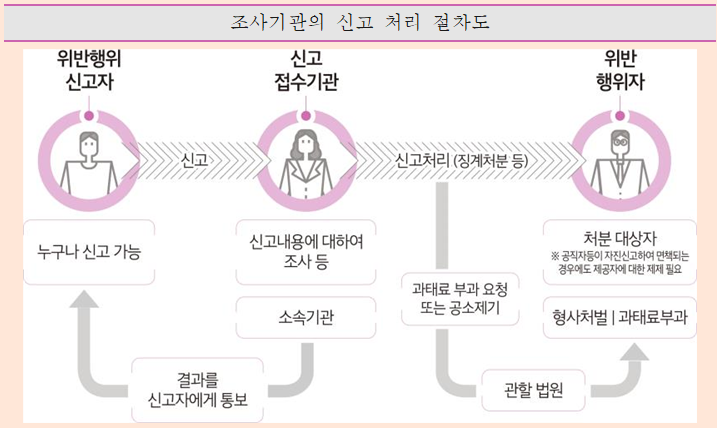 조사기관의 신고 처리 절차도
위반행위
신고자
신고
접수기관
위반
행위자
신고
신고처리 (징계처분 등)
누구나 신고 가능
신고내용에 대하여
조사 등
처분 대상자
※ 공직자등이 자진신고하여 면책되는
경우에도 제공자에 대한 제제 필요
과태료 부과 요청
또는 공소제기
소속기관
형사처벌 | 과태료부과
결과를
신고자에게 통보
관할 법원